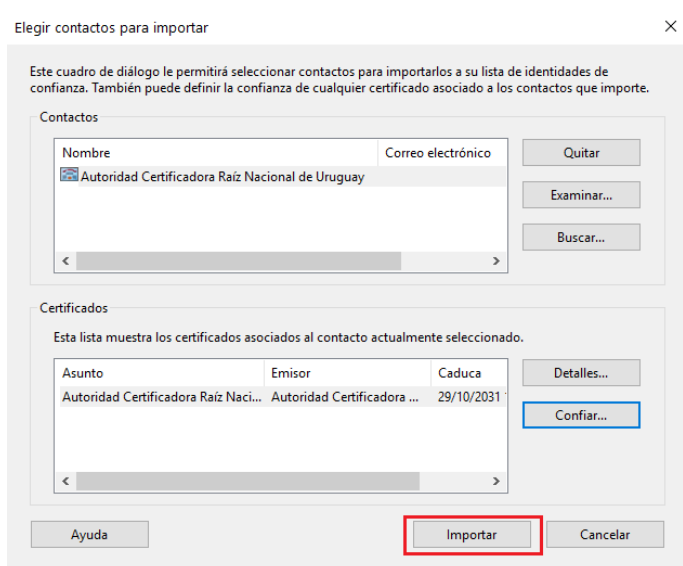 Elegir contactos para importar
Este cuadro de diálogo le permitirá seleccionar contactos para importarlos a su lista de identidades de
confianza. También puede definir la confianza de cualquier certificado asociado a los contactos que importe.
Contactos
Nombre Correo electrónico
Autoridad Certificadora Raíz Nacional de Uruguay
Quitar
Examinar...
Buscar...
Certificados
Esta lista muestra los certificados asociados al contacto actualmente seleccionado.
Asunto Emisor Caduca
Autoridad Certificadora Raíz Naci... Autoridad Certificadora ... 29/10/2031
Detalles...
Confiar...
Ayuda Importar Cancelar